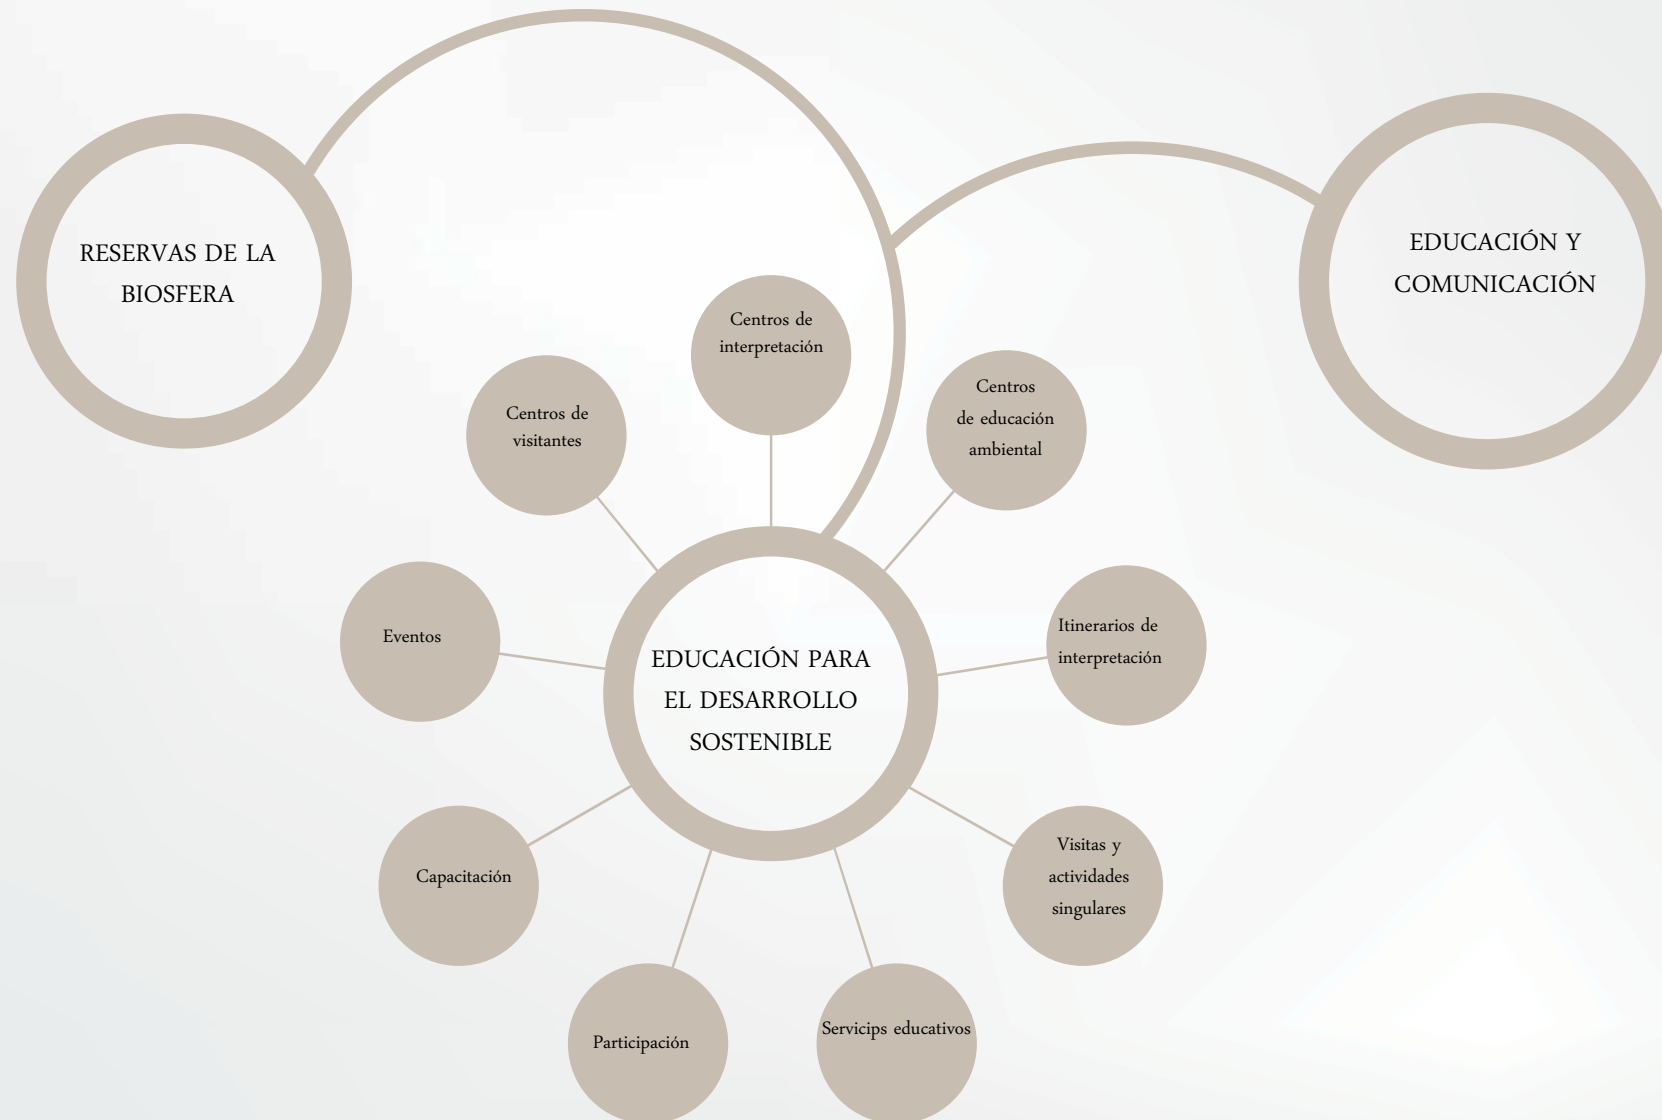 RESERVAS DE LA
BIOSFERA
EDUCACIÓN Y
COMUNICACIÓN
Centros de
interpretación
Centros de
visitantes
Centros
de educación
ambiental
Eventos
Itinerarios de
interpretación
EDUCACIÓN PARA
EL DESARROLLO
SOSTENIBLE
Capacitación
Visitas y
actividades
singulares
Participación
Servicips educativos